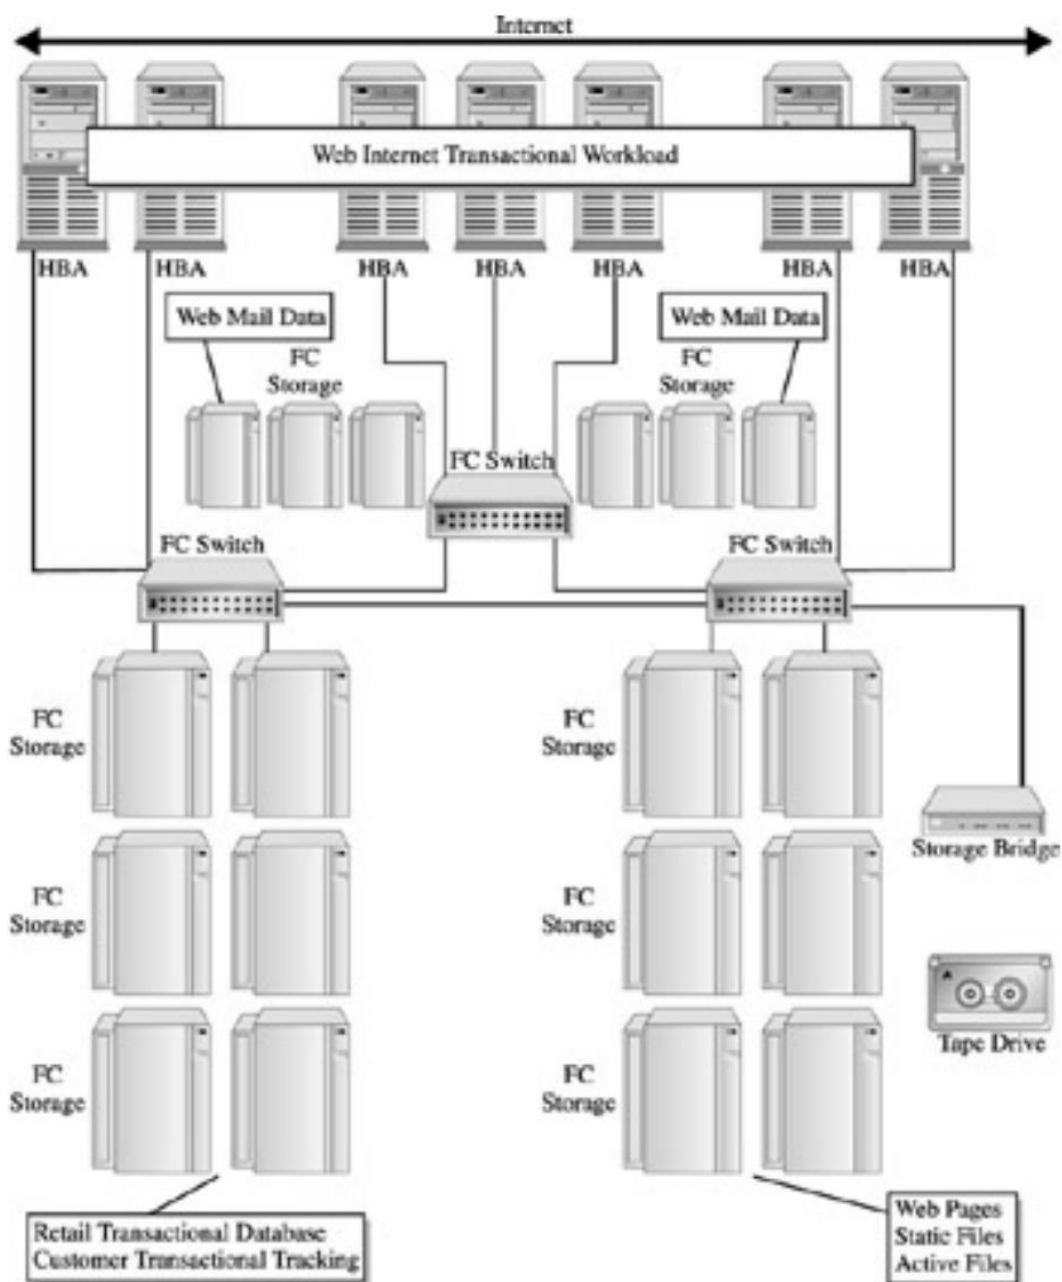 Internet
Web Internet Transactional Workload
HBA
HBA
HBA
HBA
HBA
HBA
HBA
Web Mail Data
Web Mail Data
FC
Storage
FC
Storage
FC Switch
FC Switch
FC Switch
FC
Storage
FC
Storage
Storage Bridge
FC
Storage
FC
Storage
Tape Drive
FC
Storage
FC
Storage
Retail Transactional Database
Customer Transactional Tracking
Web Pages
Static Files
Active Files